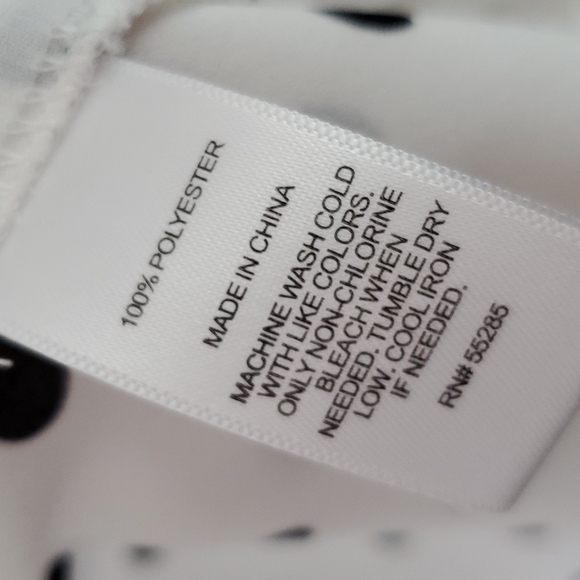 100% POLYESTER
MADE IN CHINA
MACHINE WASH COLD
WITH LIKE COLORS.
ONLY NON-CHLORINE
BLEACH WHEN
NEEDED. TUMBLE DRY
LOW. COOL IRON
IF NEEDED.
RN# 55285